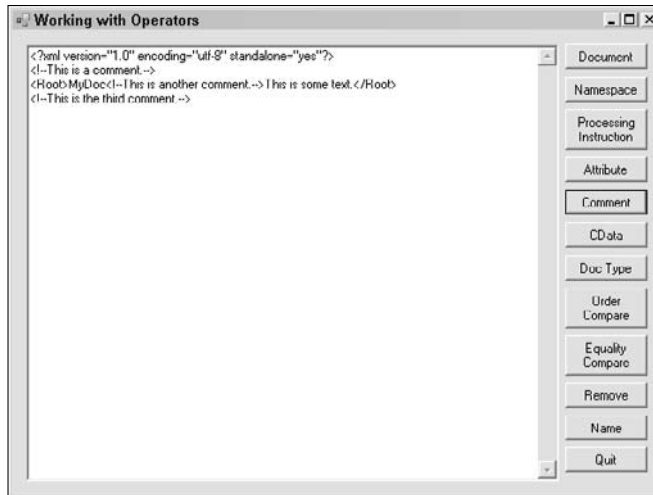 Working with Operators
<?xml version="1.0" encoding="utf-8" standalone="yes"?>
<!--This is a comment.-->
<Root>MyDoc<!--This is another comment.-->This is some text.</Root>
<!--This is the third comment.-->
Document
Namespace
Processing
Instruction
Attribute
Comment
CData
Doc Type
Order
Compare
Equality
Compare
Remove
Name
Quit